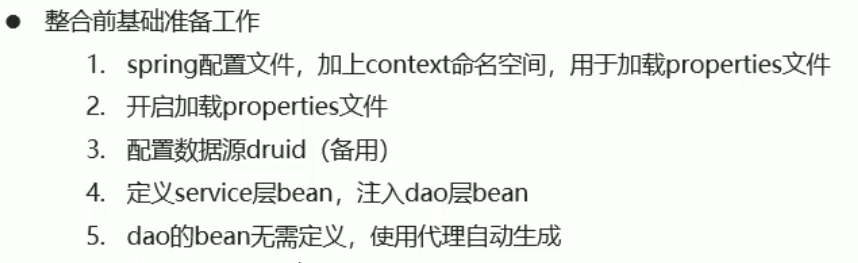 ● 整合前基础准备工作
1. spring配置文件，加上context命名空间，用于加载properties文件
2. 开启加载properties文件
3. 配置数据源druid（备用）
4. 定义service层bean，注入dao层bean
5. dao的bean无需定义，使用代理自动生成